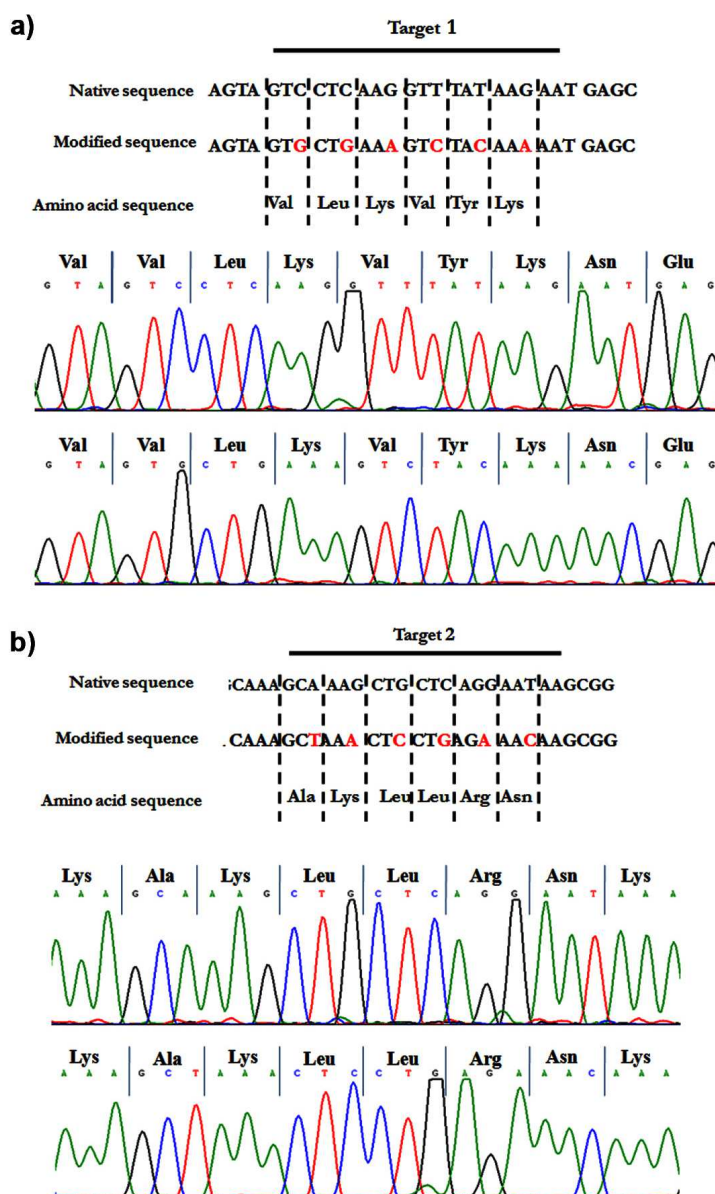 a)
Target 1
Native sequence AGTA GTC CTC AAG GTT TAT AAG AAT GAGC
Modified sequence AGTA GTG CTG AAA GTC TAC AAA AAT GAGC
Amino acid sequence Val Leu Lys Val Tyr Lys
Val Val Leu Lys Val Tyr Lys Asn Glu
G T A G T C C T C A A G G T T T A T A A G A A T G A G
Val Val Leu Lys Val Tyr Lys Asn Glu
G T A G T G C T G A A A G T C T A C A A A A A C G A G
b)
Target 2
Native sequence GCAAA GCA AAG CTG CTC AGG AAT AAGCGG
Modified sequence CAAA GCT AAA CTC CTG AGA AAC AAGCGG
Amino acid sequence Ala Lys Leu Leu Arg Asn
Lys Ala Lys Leu Leu Arg Asn Lys
A A A G C A A A G C T G C T C A G G A A T A A A
Lys Ala Lys Leu Leu Arg Asn Lys
A A A G C T A A A C T C C T G A G A A A C A A A